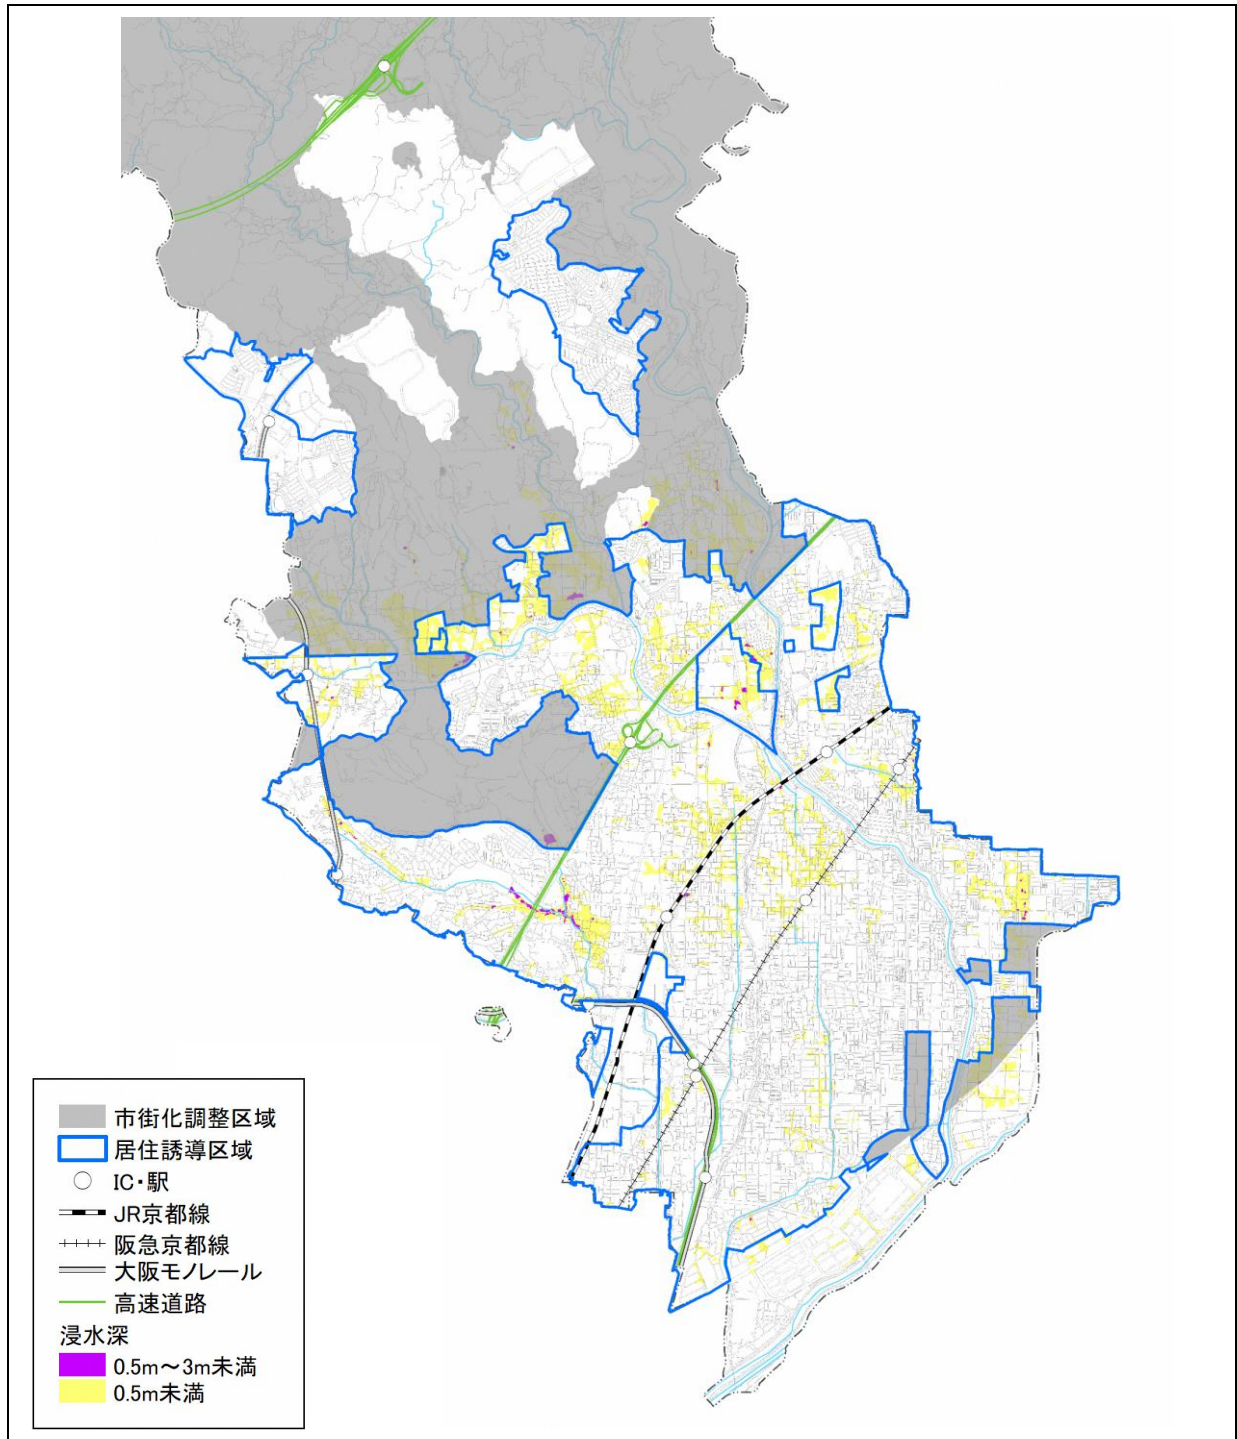 市街化調整区域
居住誘導区域
IC・駅
JR京都線
阪急京都線
大阪モノレール
高速道路
浸水深
0.5m～3m未満
0.5m未満